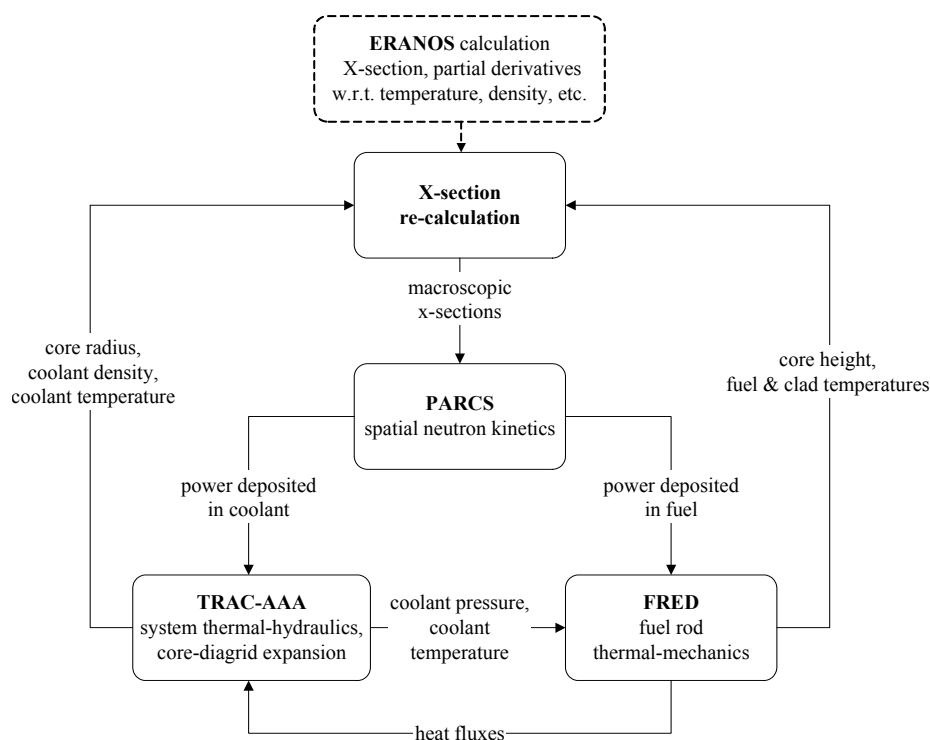 ERANOS calculation
X-section, partial derivatives
w.r.t. temperature, density, etc.
X-section
re-calculation
macroscopic
x-sections
core radius,
coolant density,
coolant temperature
core height,
fuel & clad temperatures
PARCS
spatial neutron kinetics
power deposited
in coolant
power deposited
in fuel
TRAC-AAA
system thermal-hydraulics,
core-diagrid expansion
coolant pressure,
coolant
temperature
FRED
fuel rod
thermal-mechanics
heat fluxes